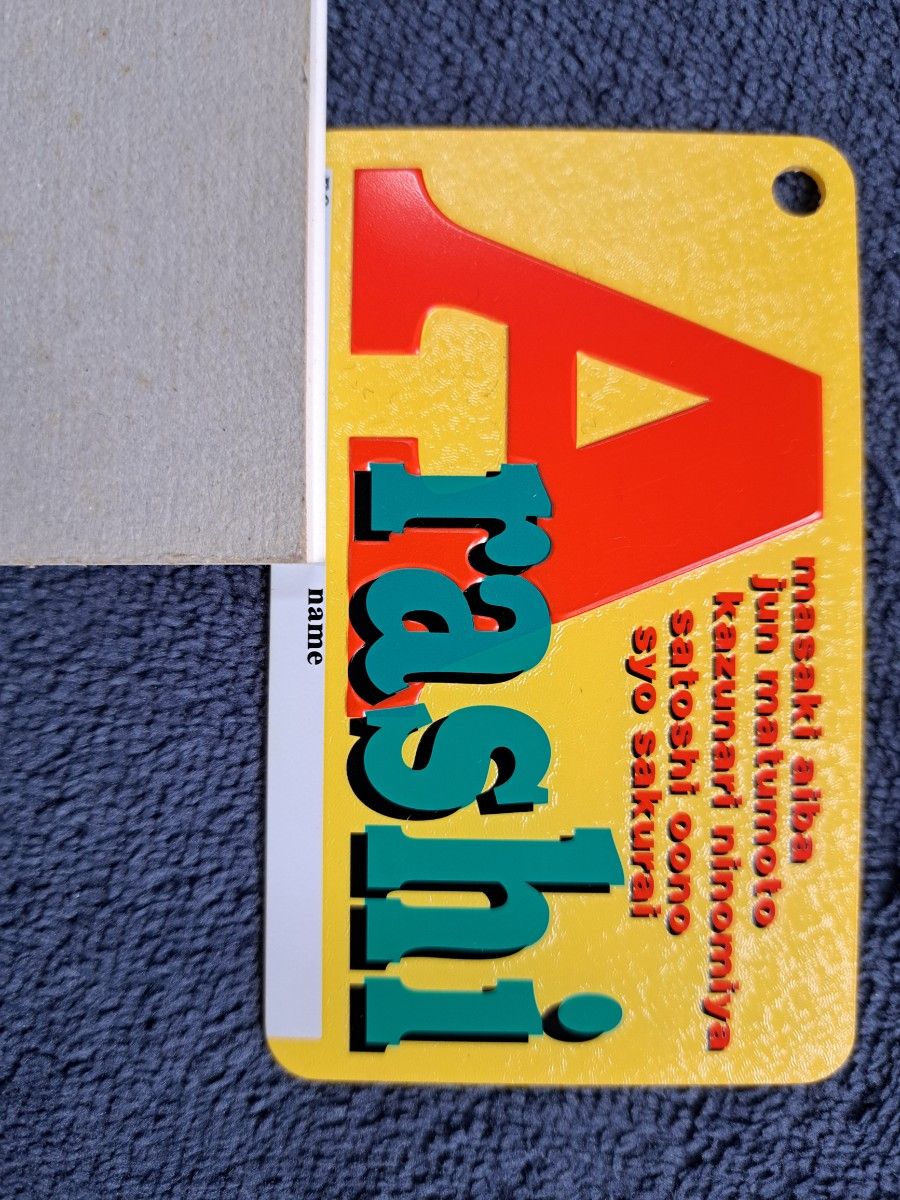 masaki aiba
jun matumoto
kazunari ninomiya
satoshi oono
syo sakurai
Arashi
name